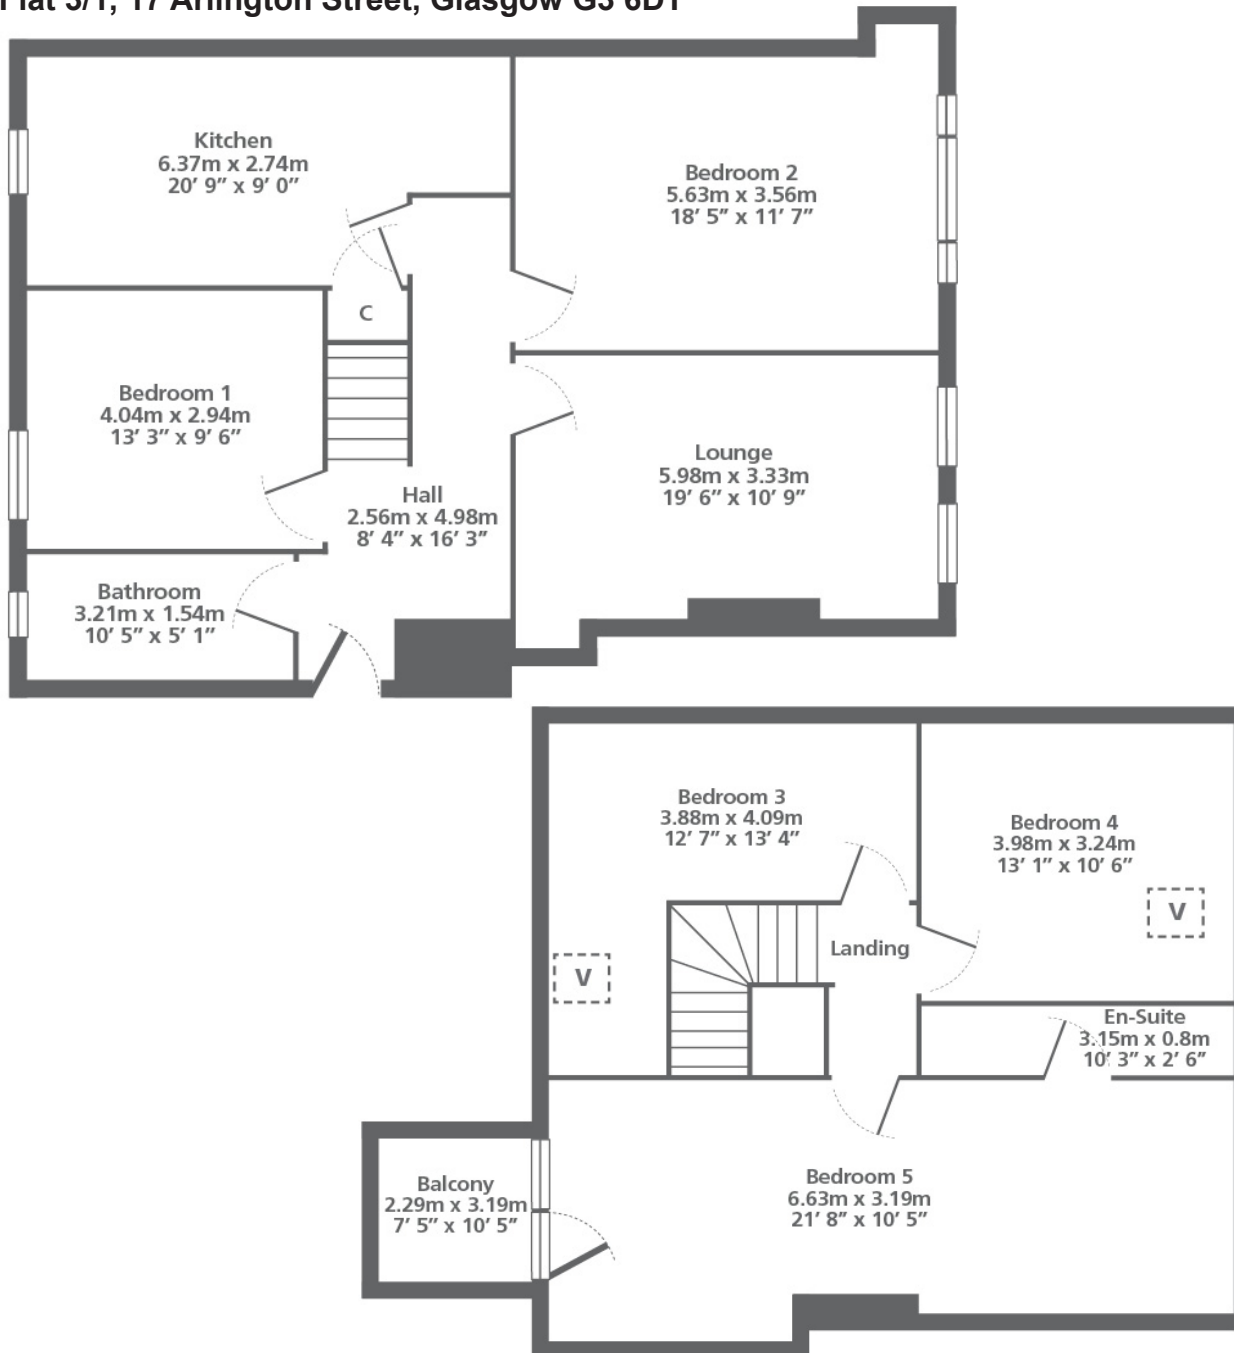 Flat 3/1, 17 Arlington Street, Glasgow G3 6DT
Kitchen
6.37m x 2.74m
20’ 9” x 9’ 0”
Bedroom 2
5.63m x 3.56m
18’ 5” x 11’ 7”
C
Bedroom 1
4.04m x 2.94m
13’ 3” x 9’ 6”
Lounge
5.98m x 3.33m
19’ 6” x 10’ 9”
Hall
2.56m x 4.98m
8’ 4” x 16’ 3”
Bathroom
3.21m x 1.54m
10’ 5” x 5’ 1”
Bedroom 3
3.88m x 4.09m
12’ 7” x 13’ 4”
Bedroom 4
3.98m x 3.24m
13’ 1” x 10’ 6”
V
Landing
V
En-Suite
3.15m x 0.8m
10’ 3” x 2’ 6”
Balcony
2.29m x 3.19m
7’ 5” x 10’ 5”
Bedroom 5
6.63m x 3.19m
21’ 8” x 10’ 5”